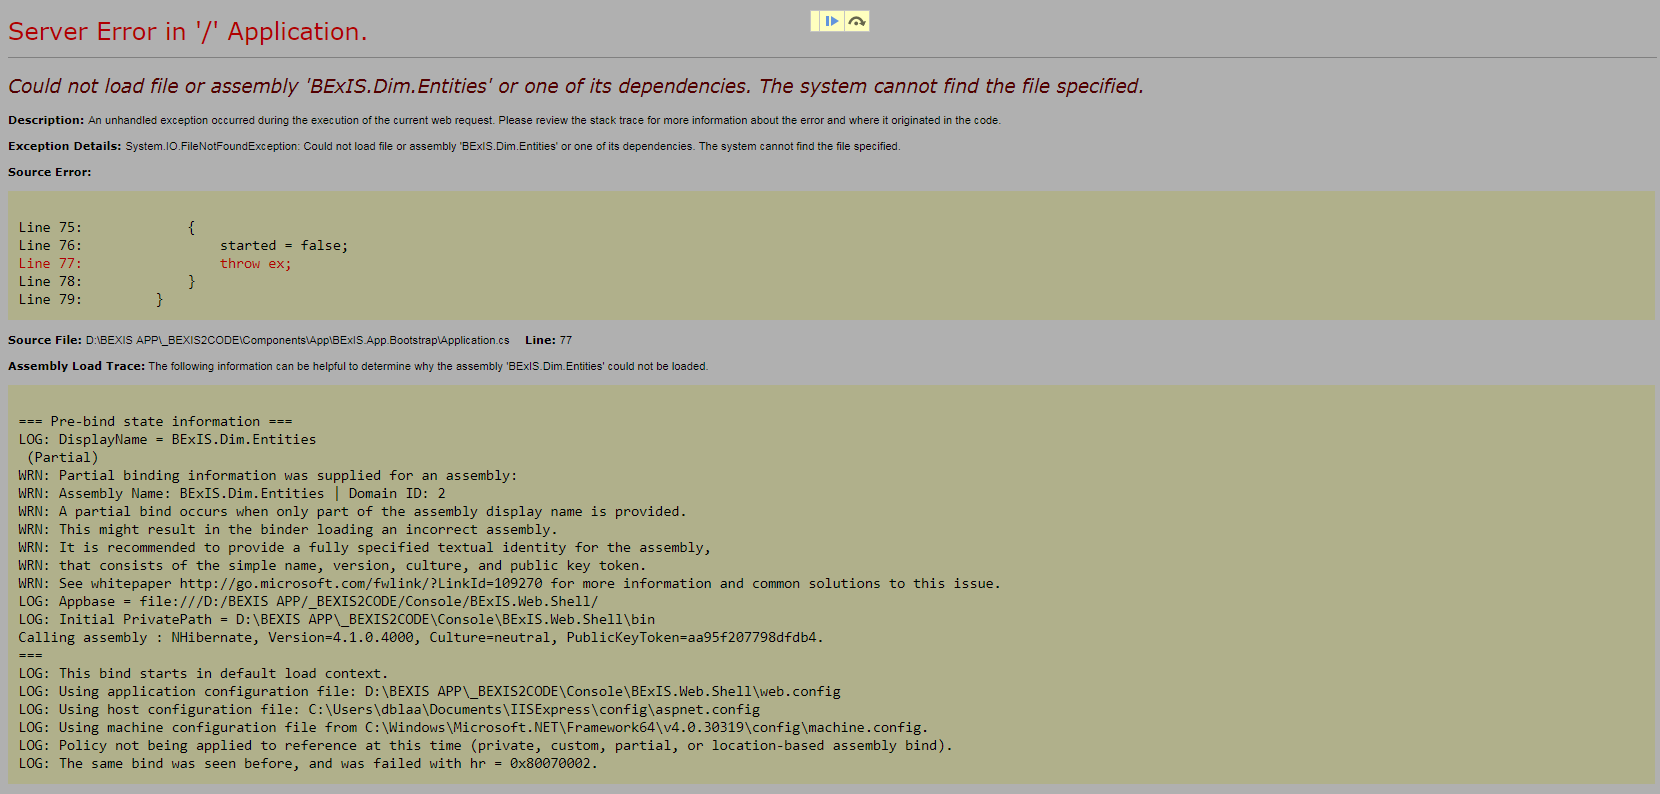 Server Error in '/' Application.
Could not load file or assembly 'BExIS.Dim.Entities' or one of its dependencies. The system cannot find the file specified.
Description: An unhandled exception occurred during the execution of the current web request. Please review the stack trace for more information about the error and where it originated in the code.
Exception Details: System.IO.FileNotFoundException: Could not load file or assembly 'BExIS.Dim.Entities' or one of its dependencies. The system cannot find the file specified.
Source Error:
Line 75:             {
Line 76:                 started = false;
Line 77:                 throw ex;
Line 78:             }
Line 79:         }
Source File: D:\BEXIS APP\_BEXIS2CODE\Components\App\BExIS.App.Bootstrap\Application.cs    Line: 77
Assembly Load Trace: The following information can be helpful to determine why the assembly 'BExIS.Dim.Entities' could not be loaded.
=== Pre-bind state information ===
LOG: DisplayName = BExIS.Dim.Entities
 (Partial)
WRN: Partial binding information was supplied for an assembly:
WRN: Assembly Name: BExIS.Dim.Entities | Domain ID: 2
WRN: A partial bind occurs when only part of the assembly display name is provided.
WRN: This might result in the binder loading an incorrect assembly.
WRN: It is recommended to provide a fully specified textual identity for the assembly,
WRN: that consists of the simple name, version, culture, and public key token.
WRN: See whitepaper http://go.microsoft.com/fwlink/?LinkId=109270 for more information and common solutions to this issue.
LOG: Appbase = file:///D:/BEXIS APP/_BEXIS2CODE/Console/BExIS.Web.Shell/
LOG: Initial PrivatePath = D:\BEXIS APP\_BEXIS2CODE\Console\BExIS.Web.Shell\bin
Calling assembly : NHibernate, Version=4.1.0.4000, Culture=neutral, PublicKeyToken=aa95f207798dfdb4.
===
LOG: This bind starts in default load context.
LOG: Using application configuration file: D:\BEXIS APP\_BEXIS2CODE\Console\BExIS.Web.Shell\web.config
LOG: Using host configuration file: C:\Users\dblaa\Documents\IISExpress\config\aspnet.config
LOG: Using machine configuration file from C:\Windows\Microsoft.NET\Framework64\v4.0.30319\config\machine.config.
LOG: Policy not being applied to reference at this time (private, custom, partial, or location-based assembly bind).
LOG: The same bind was seen before, and was failed with hr = 0x80070002.